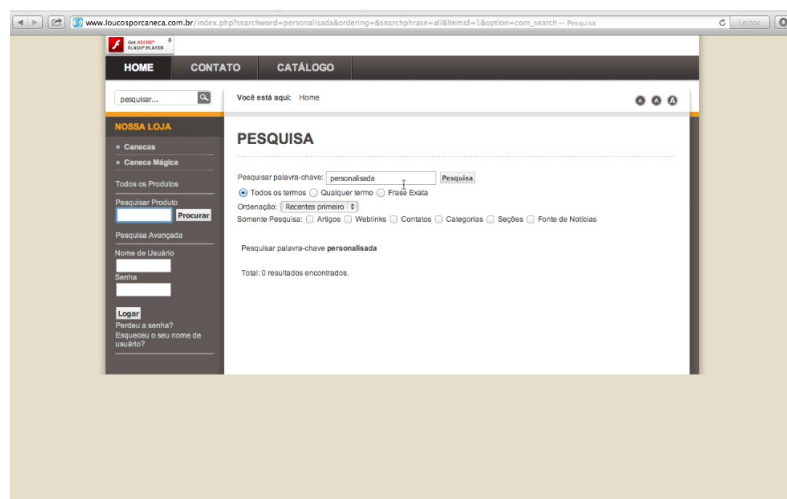 www.loucosporcaneca.com.br/index.php?searchword=personalisada&ordering=&searchphrase=all&Itemid=1&option=com_search — Pesquisa
Leitor
Get ADOBE®
FLASH® PLAYER
HOME CONTATO CATÁLOGO
pesquisar...
Você está aqui: Home
A A A
NOSSA LOJA
Canecas
Caneca Mágica
Todos os Produtos
Pesquisar Produto
Procurar
Pesquisa Avançada
Nome de Usuário
Senha
Logar
Perdeu a senha?
Esqueceu o seu nome de
usuário?
PESQUISA
Pesquisar palavra-chave: personalisada Pesquisa
Todos os termos Qualquer termo Frase Exata
Ordenação: Recentes primeiro
Somente Pesquisa: Artigos Weblinks Contatos Categorias Seções Fonte de Notícias
Pesquisar palavra-chave personalisada
Total: 0 resultados encontrados.